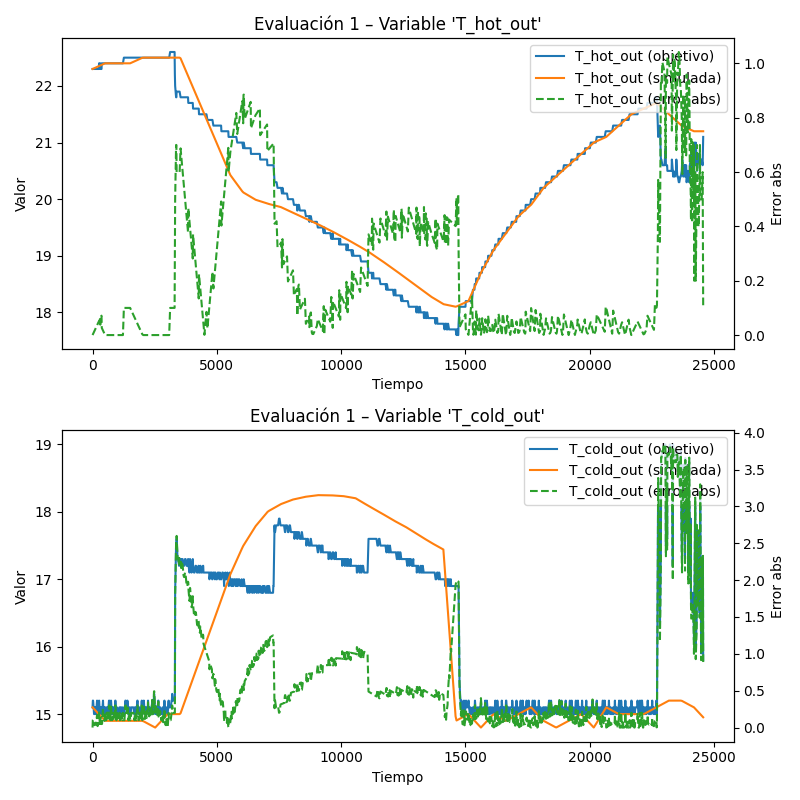 Evaluación 1 – Variable 'T_hot_out'
T_hot_out (objetivo)
T_hot_out (simulada)
T_hot_out (error abs)
22
21
20
19
18
Valor
1.0
0.8
0.6
0.4
0.2
0.0
Error abs
0 5000 10000 15000 20000 25000
Tiempo
Evaluación 1 – Variable 'T_cold_out'
T_cold_out (objetivo)
T_cold_out (simulada)
T_cold_out (error abs)
19
18
17
16
15
Valor
4.0
3.5
3.0
2.5
2.0
1.5
1.0
0.5
0.0
Error abs
0 5000 10000 15000 20000 25000
Tiempo